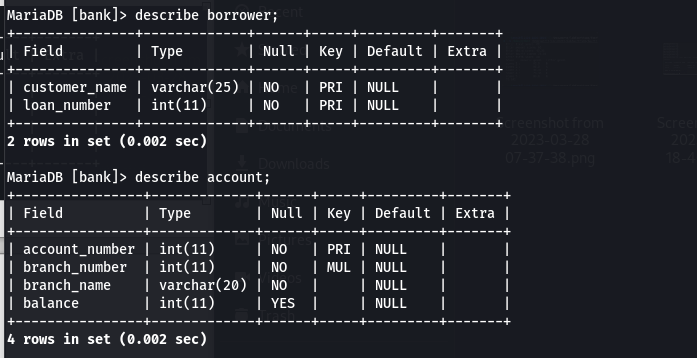 MariaDB [bank]> describe borrower;
+---------------+-------------+------+-----+---------+-------+
| Field         | Type        | Null | Key | Default | Extra |
+---------------+-------------+------+-----+---------+-------+
| customer_name | varchar(25) | NO   | PRI | NULL    |       |
| loan_number   | int(11)     | NO   | PRI | NULL    |       |
+---------------+-------------+------+-----+---------+-------+
2 rows in set (0.002 sec)
MariaDB [bank]> describe account;
+----------------+-------------+------+-----+---------+-------+
| Field          | Type        | Null | Key | Default | Extra |
+----------------+-------------+------+-----+---------+-------+
| account_number | int(11)     | NO   | PRI | NULL    |       |
| branch_number  | int(11)     | NO   | MUL | NULL    |       |
| branch_name    | varchar(20) | NO   |     | NULL    |       |
| balance        | int(11)     | YES  |     | NULL    |       |
+----------------+-------------+------+-----+---------+-------+
4 rows in set (0.002 sec)
Documents
Downloads
2023-03-28
07-37-38.png